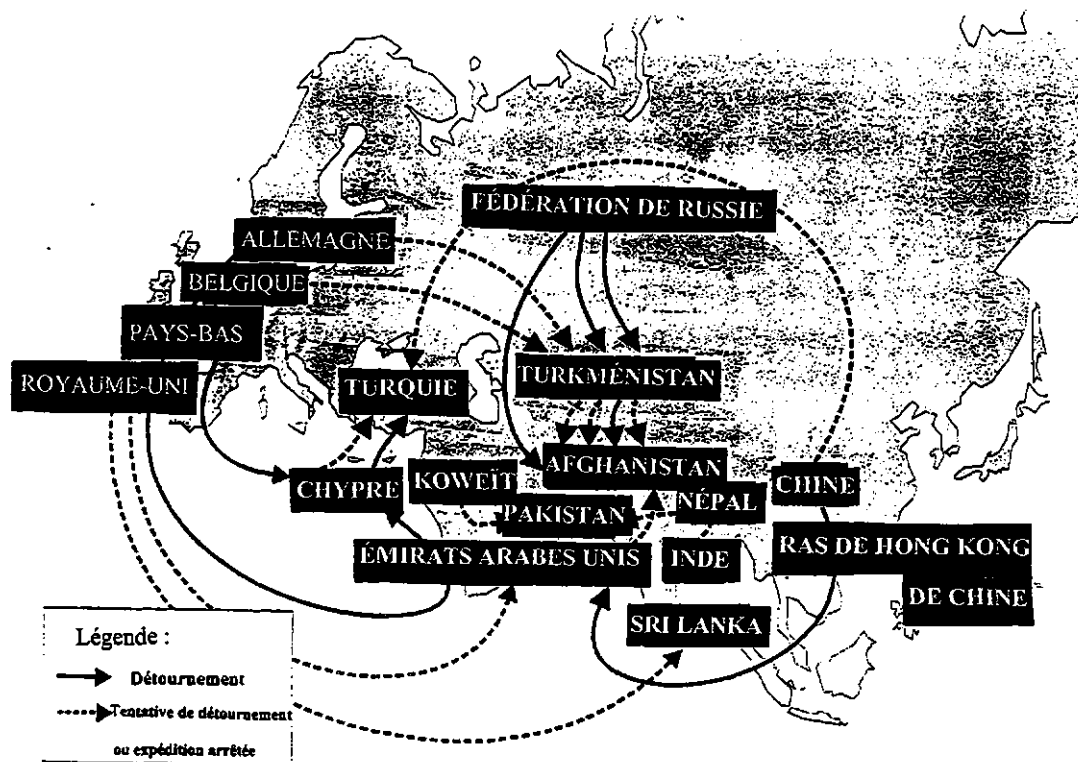 FÉDÉRATION DE RUSSIE
ALLEMAGNE
BELGIQUE
PAYS-BAS
ROYAUME-UNI
TURQUIE
TURKMÉNISTAN
AFGHANISTAN
KOWEÏT
CHYPRE
NÉPAL
CHINE
PAKISTAN
ÉMIRATS ARABES UNIS
INDE
RAS DE HONG KONG
DE CHINE
SRI LANKA
Légende :
Détournement
Tentative de détournement
ou expédition arrêtée